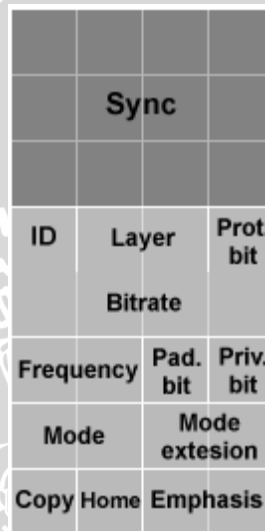 Sync
ID Layer Prot. bit
Bitrate
Frequency Pad. bit Priv. bit
Mode Mode extesion
Copy Home Emphasis